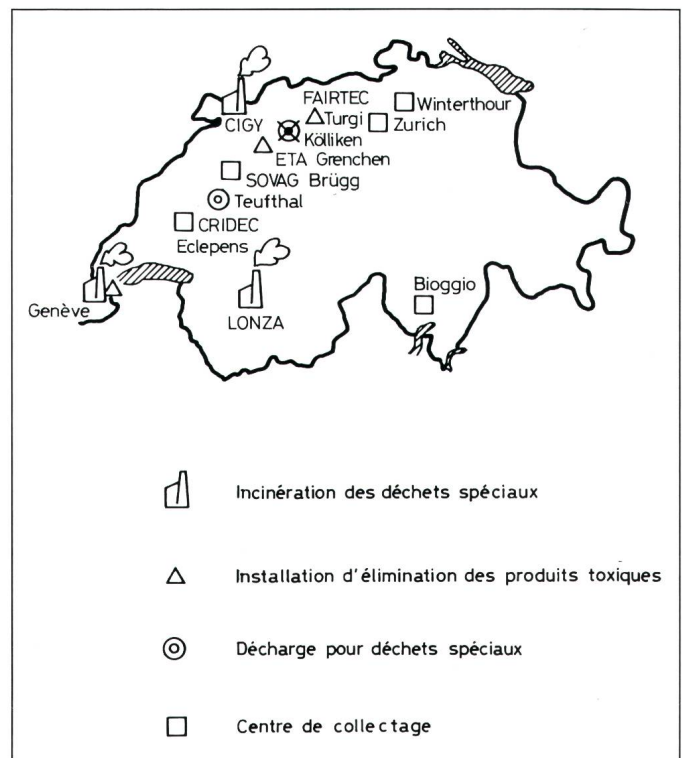 FAIRTEC
Winterthour
CIGY
Turgi
Zurich
Kölliken
ETA Grenchen
SOVAG Brügg
Teufthal
CRIDEC
Eclepens
Bioggio
Genève
LONZA
Incinération des déchets spéciaux
Installation d'élimination des produits toxiques
Décharge pour déchets spéciaux
Centre de collectage